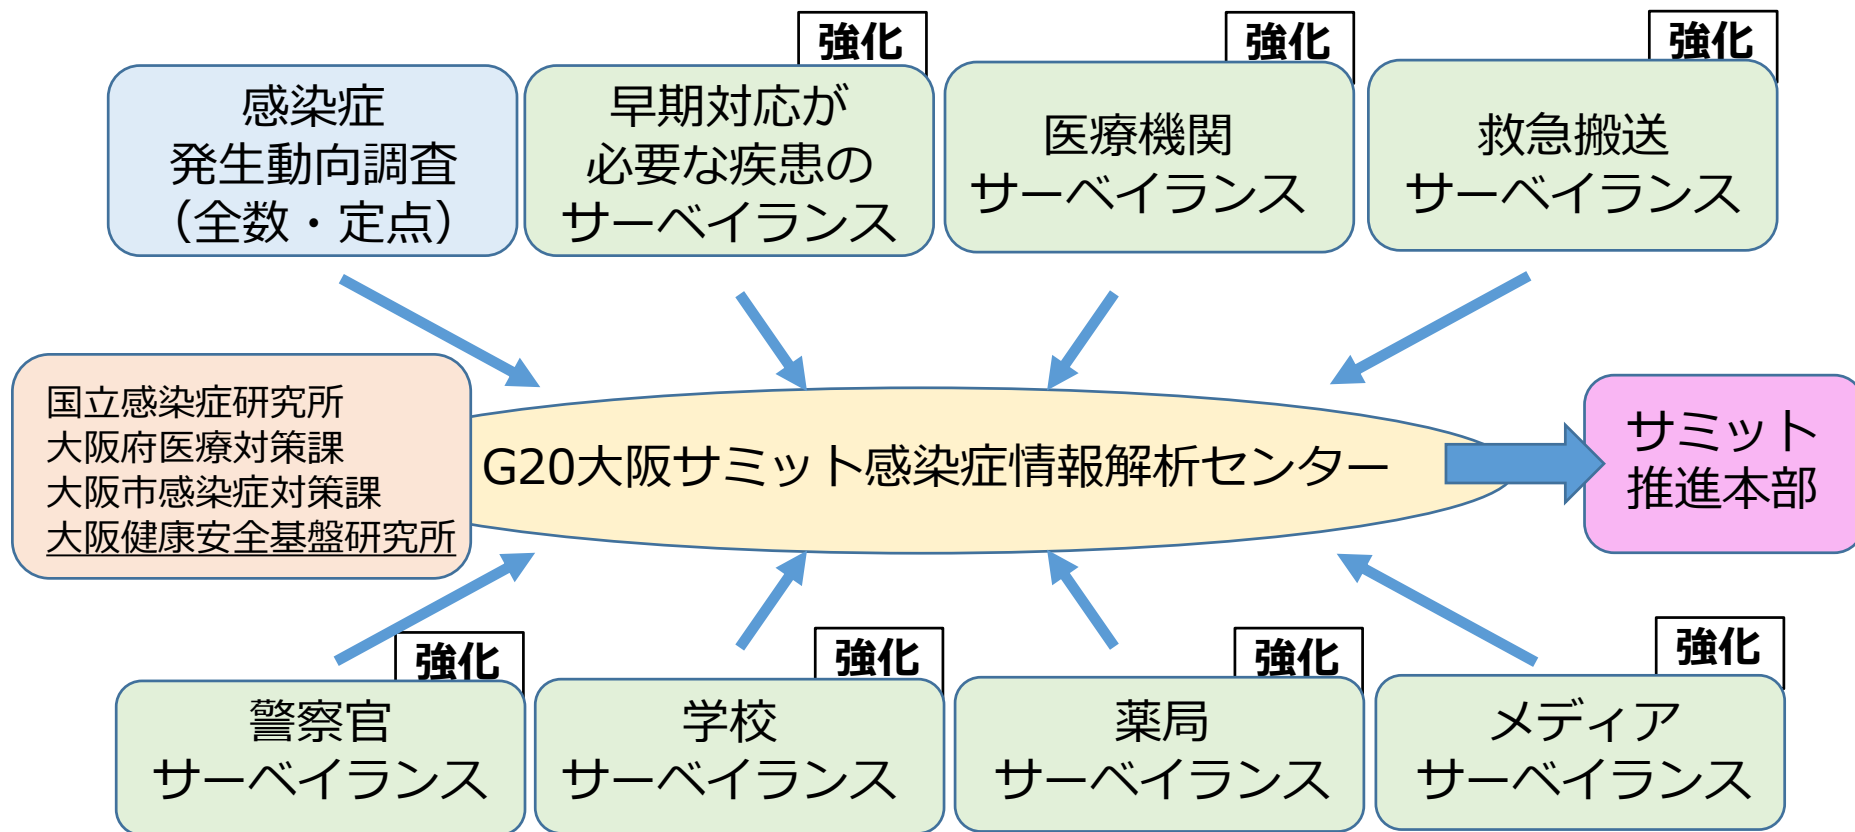 強化
強化
強化
感染症
発生動向調査
（全数・定点）
早期対応が
必要な疾患の
サーベイランス
医療機関
サーベイランス
救急搬送
サーベイランス
国立感染症研究所
大阪府医療対策課
大阪市感染症対策課
大阪健康安全基盤研究所
G20大阪サミット感染症情報解析センター
サミット
推進本部
強化
強化
強化
強化
警察官
サーベイランス
学校
サーベイランス
薬局
サーベイランス
メディア
サーベイランス